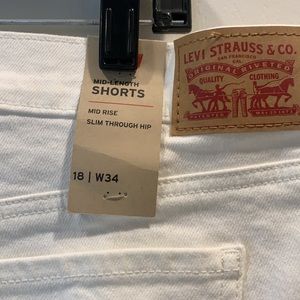 MID-LENGTH
SHORTS
MID RISE
SLIM THROUGH HIP
18 | W34
LEVI STRAUSS & CO.
SAN FRANCISCO
CAL
ORIGINAL RIVETED
QUALITY CLOTHING